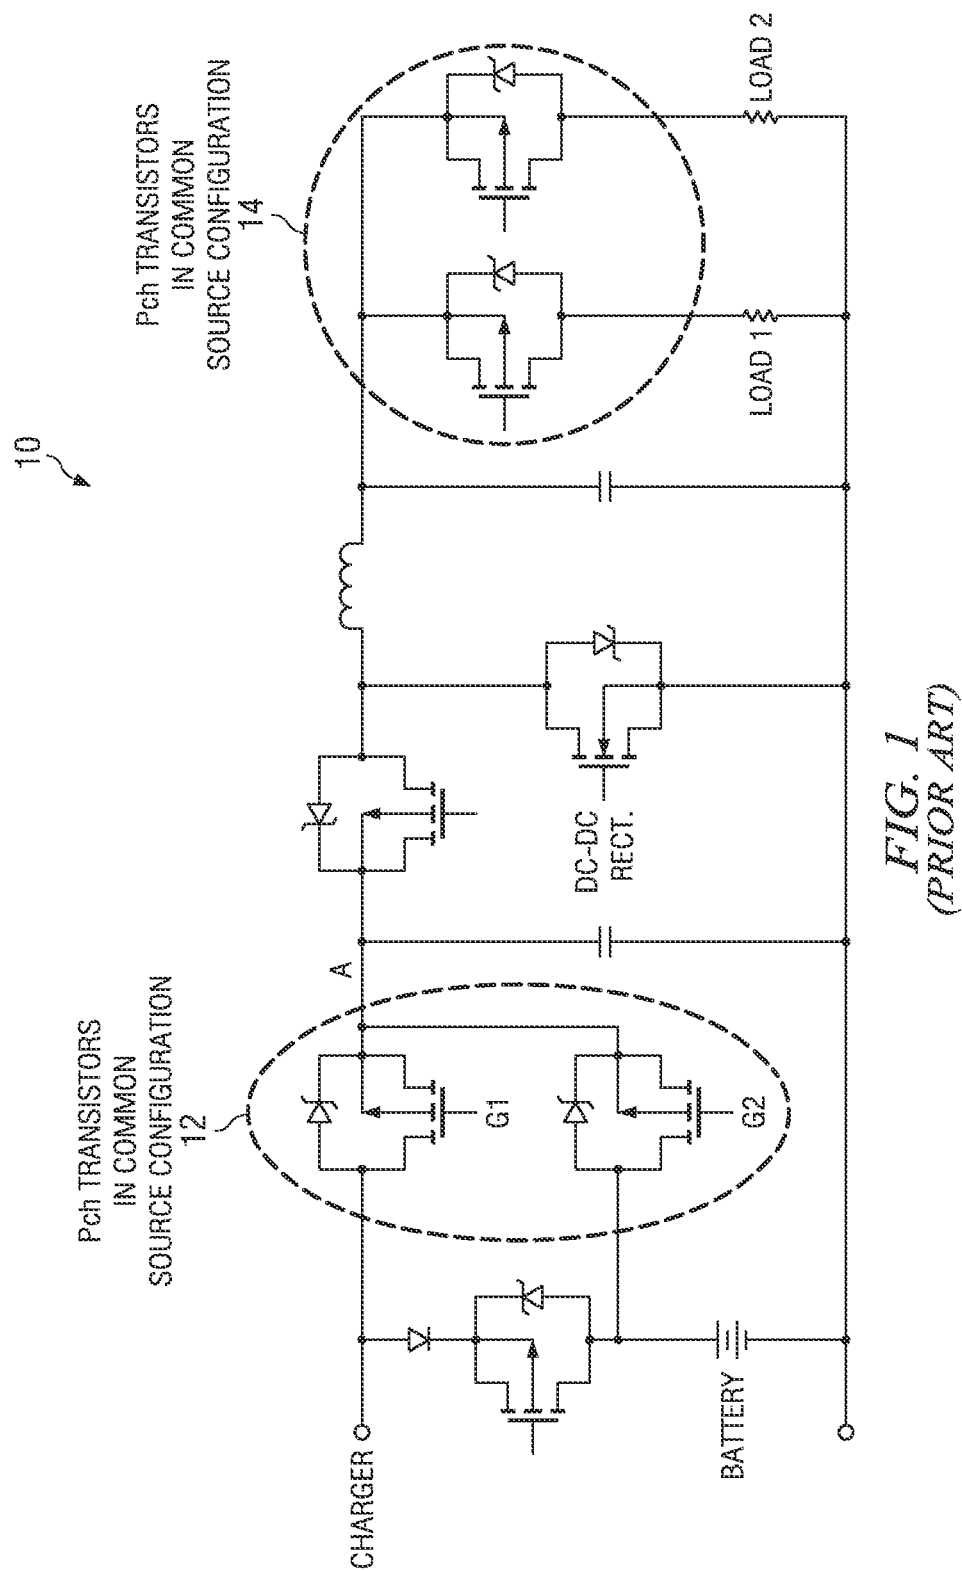 10
Pch TRANSISTORS
IN COMMON
SOURCE CONFIGURATION
12
Pch TRANSISTORS
IN COMMON
SOURCE CONFIGURATION
14
CHARGER
A
G1
G2
DC-DC
RECT.
BATTERY
LOAD 1
LOAD 2
FIG. 1
(PRIOR ART)